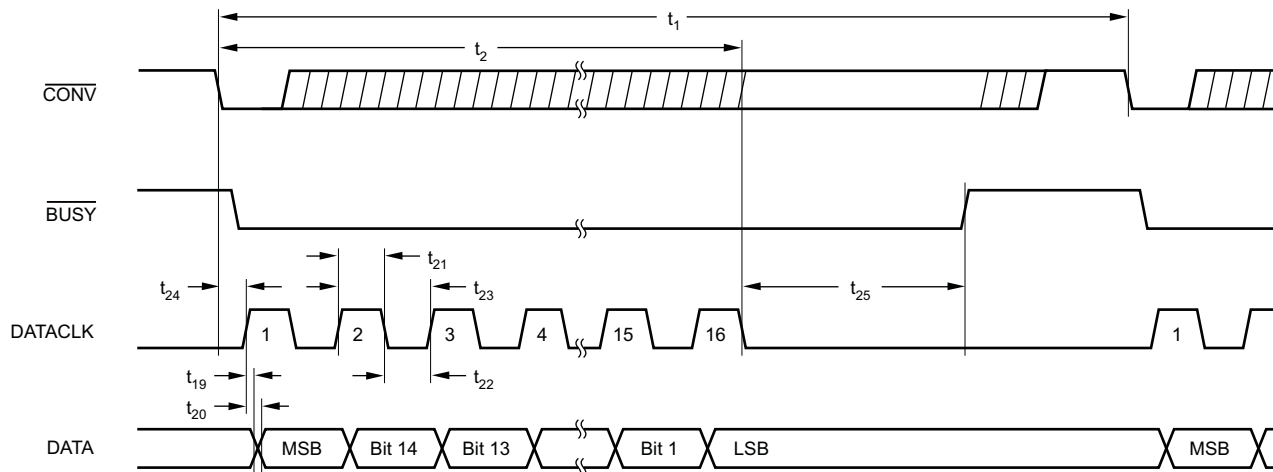 t1
t2
CONV
BUSY
t21
t24
t23
t25
DATACLK
1
2
3
4
15
16
1
t19
t22
t20
DATA
MSB
Bit 14
Bit 13
Bit 1
LSB
MSB